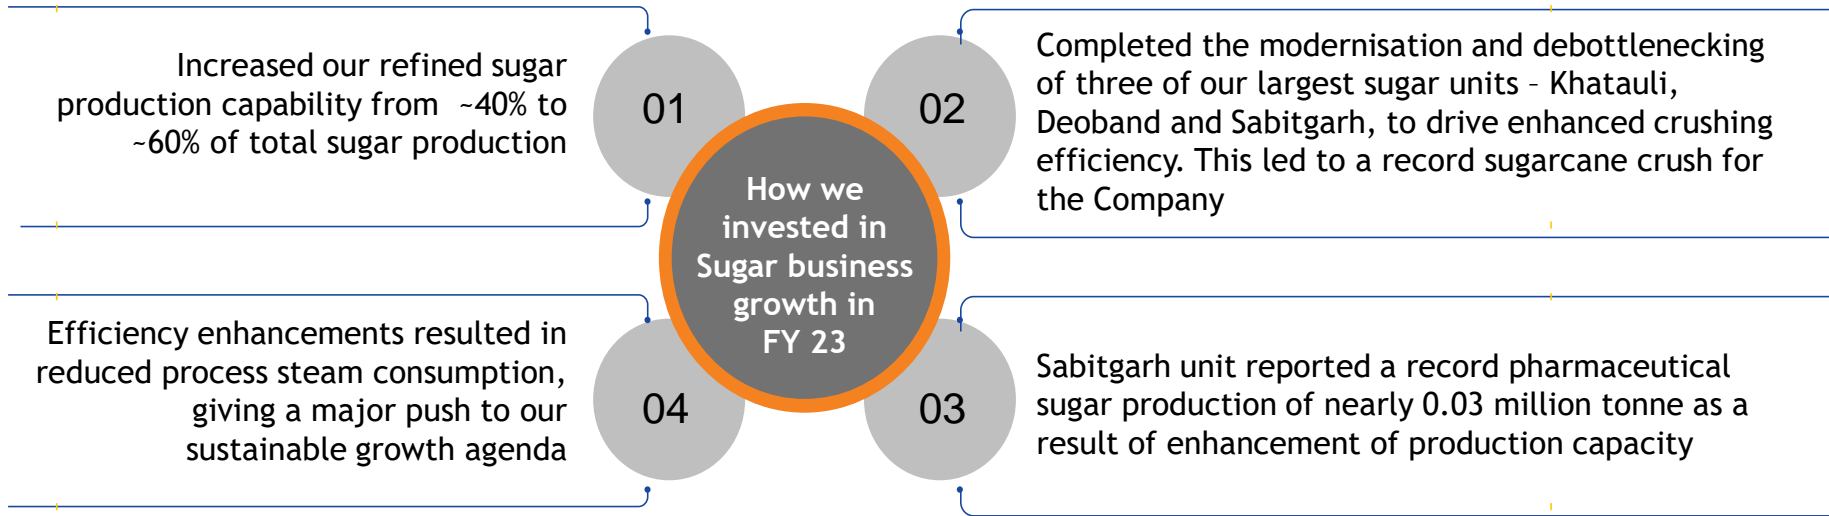 Increased our refined sugar
production capability from ~40% to
~60% of total sugar production
01
02
Completed the modernisation and debottlenecking
of three of our largest sugar units – Khatauli,
Deoband and Sabitgarh, to drive enhanced crushing
efficiency. This led to a record sugarcane crush for
the Company
How we
invested in
Sugar business
growth in
FY 23
Efficiency enhancements resulted in
reduced process steam consumption,
giving a major push to our
sustainable growth agenda
04
03
Sabitgarh unit reported a record pharmaceutical
sugar production of nearly 0.03 million tonne as a
result of enhancement of production capacity